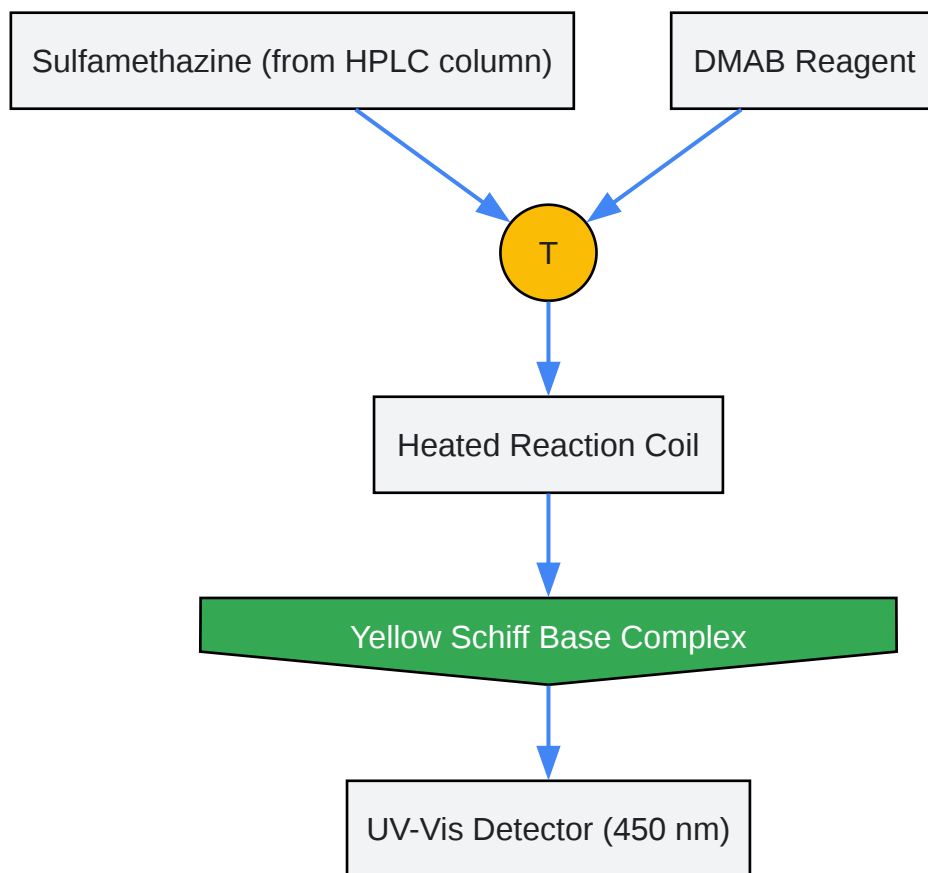 Sulfamethazine (from HPLC column)
DMAB Reagent
T
Heated Reaction Coil
Yellow Schiff Base Complex
UV-Vis Detector (450 nm)